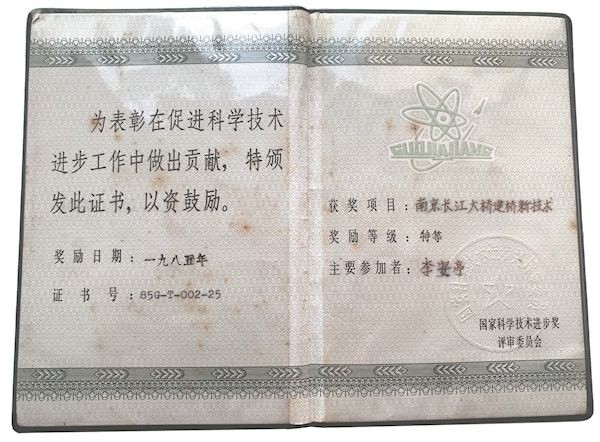 为表彰在促进科学技术
进步工作中做出贡献，特颁
发此证书，以资鼓励。
奖励日期：一九八五年
证书号：85G-T-002-25
GUOJIAJIANG
获奖项目：南京长江大桥建桥新技术
奖励等级：特等
主要参加者：李
国家科学技术进步奖
评审委员会